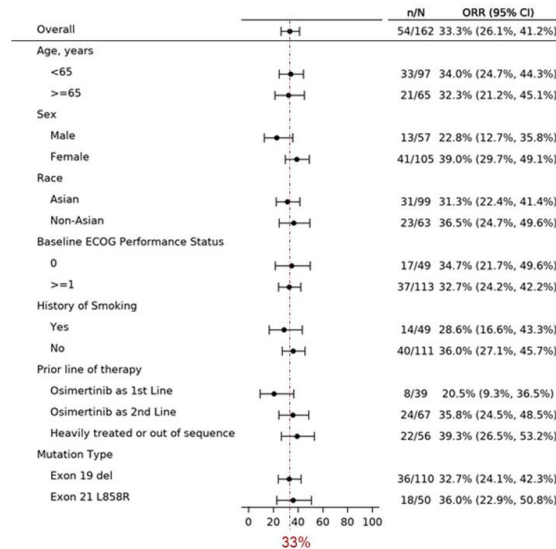 n/N ORR (95% CI)
Overall 54/162 33.3% (26.1%, 41.2%)
Age, years
<65 33/97 34.0% (24.7%, 44.3%)
>=65 21/65 32.3% (21.2%, 45.1%)
Sex
Male 13/57 22.8% (12.7%, 35.8%)
Female 41/105 39.0% (29.7%, 49.1%)
Race
Asian 31/99 31.3% (22.4%, 41.4%)
Non-Asian 23/63 36.5% (24.7%, 49.6%)
Baseline ECOG Performance Status
0 17/49 34.7% (21.7%, 49.6%)
>=1 37/113 32.7% (24.2%, 42.2%)
History of Smoking
Yes 14/49 28.6% (16.6%, 43.3%)
No 40/111 36.0% (27.1%, 45.7%)
Prior line of therapy
Osimertinib as 1st Line 8/39 20.5% (9.3%, 36.5%)
Osimertinib as 2nd Line 24/67 35.8% (24.5%, 48.5%)
Heavily treated or out of sequence 22/56 39.3% (26.5%, 53.2%)
Mutation Type
Exon 19 del 36/110 32.7% (24.1%, 42.3%)
Exon 21 L858R 18/50 36.0% (22.9%, 50.8%)
0 20 40 60 80 100
33%